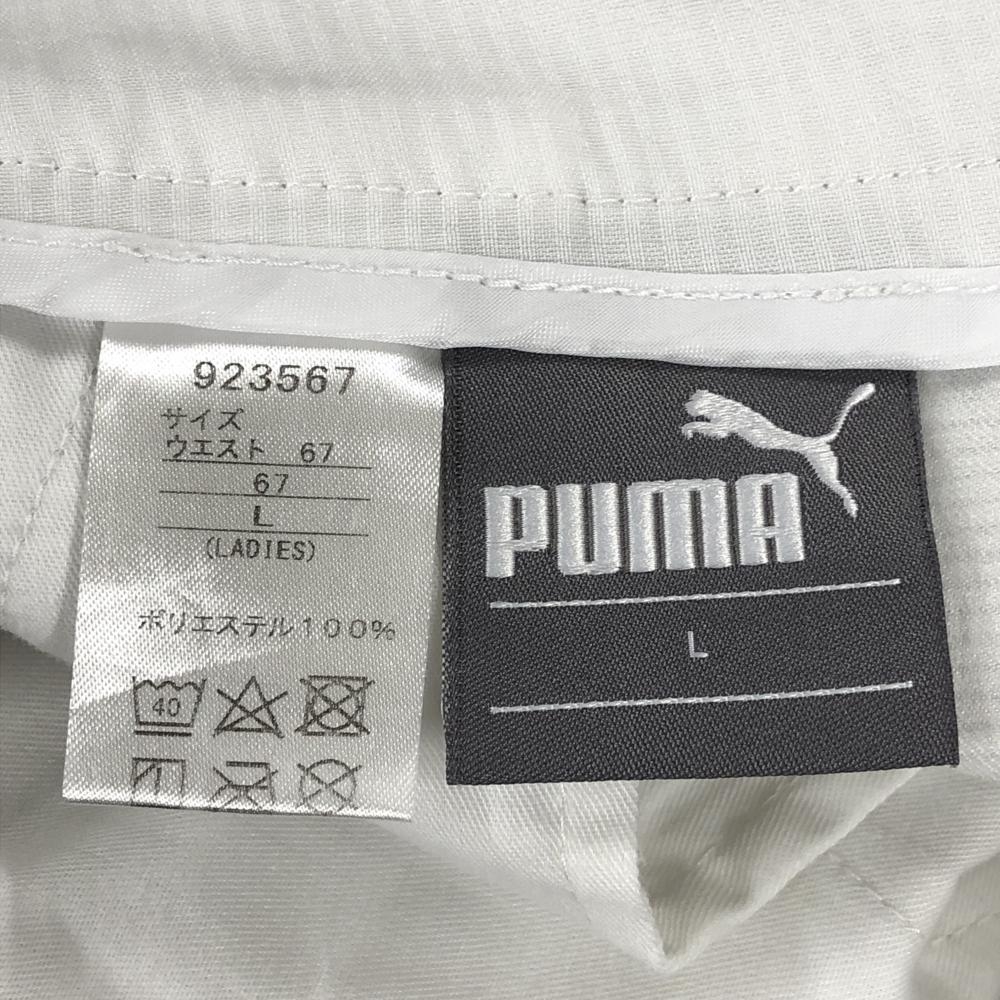 923567
サイズ
ウエスト 67
67
L
(LADIES)
ポリエステル100%
40
PUMA
L